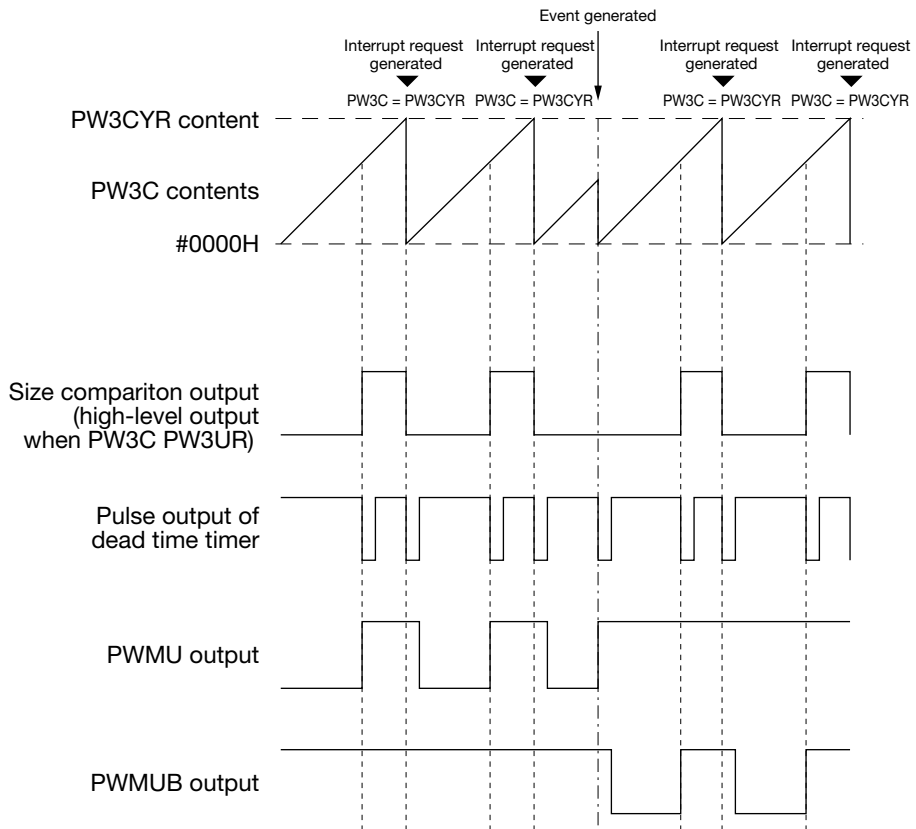 Event generated
Interrupt request
generated
Interrupt request
generated
Interrupt request
generated
Interrupt request
generated
PW3C = PW3CYR
PW3C = PW3CYR
PW3C = PW3CYR
PW3C = PW3CYR
PW3CYR content
PW3C contents
#0000H
Size compariton output
(high-level output
when PW3C PW3UR)
Pulse output of
dead time timer
PWMU output
PWMUB output